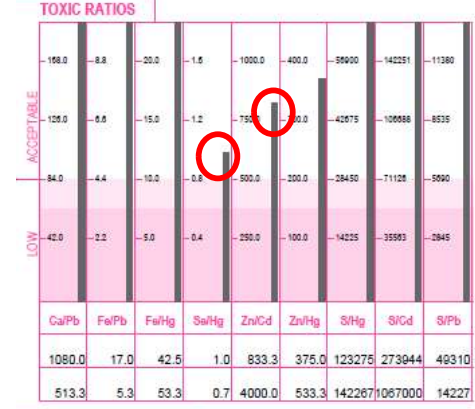 TOXIC RATIOS
168.0 8.8 20.0 1.6 1000.0 400.0 56900 142251 11380
ACCEPTABLE
126.0 6.6 15.0 1.2 750.0 300.0 42675 106688 8535
84.0 4.4 10.0 0.8 500.0 200.0 28450 71126 5690
LOW
42.0 2.2 5.0 0.4 250.0 100.0 14225 35563 2845
Ca/Pb Fe/Pb Fe/Hg Se/Hg Zn/Cd Zn/Hg S/Hg S/Cd S/Pb
1080.0 17.0 42.5 1.0 833.3 375.0 123275 273944 49310
513.3 5.3 53.3 0.7 4000.0 533.3 142267 1067000 14227